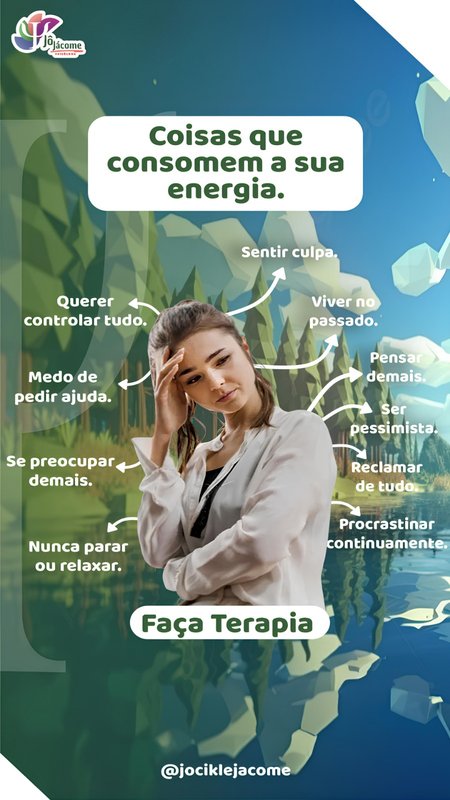 Jô Jácome
Coisas que
consomem a sua
energia.
Sentir culpa.
Querer
controlar tudo.
Viver no
passado.
Medo de
pedir ajuda.
Pensar
demais.
Ser
pessimista.
Se preocupar
demais.
Reclamar
de tudo.
Nunca parar
ou relaxar.
Procrastinar
continuamente.
Faça Terapia
@jociklejacome